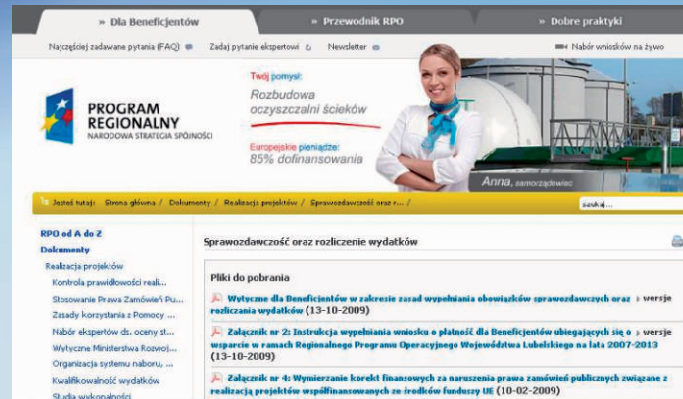 » Dla Beneficjentów » Przewodnik RPO » Dobre praktyki
Najczęściej zadawane pytania (FAQ) Zadaj pytanie ekspertowi Newsletter Nabór wniosków na żywo
Twój pomysł:
Rozbudowa
oczyszczalni ścieków
PROGRAM
REGIONALNY
NARODOWA STRATEGIA SPÓJNOŚCI
Europejskie pieniądze:
85% dofinansowania
Anna, samorządowiec
Jesteś tutaj: Strona główna / Dokumenty / Realizacja projektów / Sprawozdawczość oraz r... /
szukaj...
RPO od A do Z
Dokumenty
Realizacja projektów
Kontrola prawidłowości reali...
Stosowanie Prawa Zamówień Pu...
Zasady korzystania z Pomocy ...
Nabór ekspertów ds. oceny st...
Wytyczne Ministerstwa Rozwoj...
Organizacja systemu naboru, ...
Kwalifikowalność wydatków
Studia wykonalności
Sprawozdawczość oraz rozliczenie wydatków
Pliki do pobrania
Wytyczne dla Beneficjentów w zakresie zasad wypełniania obowiązków sprawozdawczych oraz » wersje
rozliczania wydatków (13-10-2009)
Załącznik nr 2: Instrukcja wypełniania wniosku o płatność dla Beneficjentów ubiegających się o » wersje
wsparcie w ramach Regionalnego Programu Operacyjnego Województwa Lubelskiego na lata 2007-2013
(13-10-2009)
Załącznik nr 4: Wymierzanie korekt finansowych za naruszenia prawa zamówień publicznych związane z
realizacją projektów współfinansowanych ze środków funduszy UE (10-02-2009)